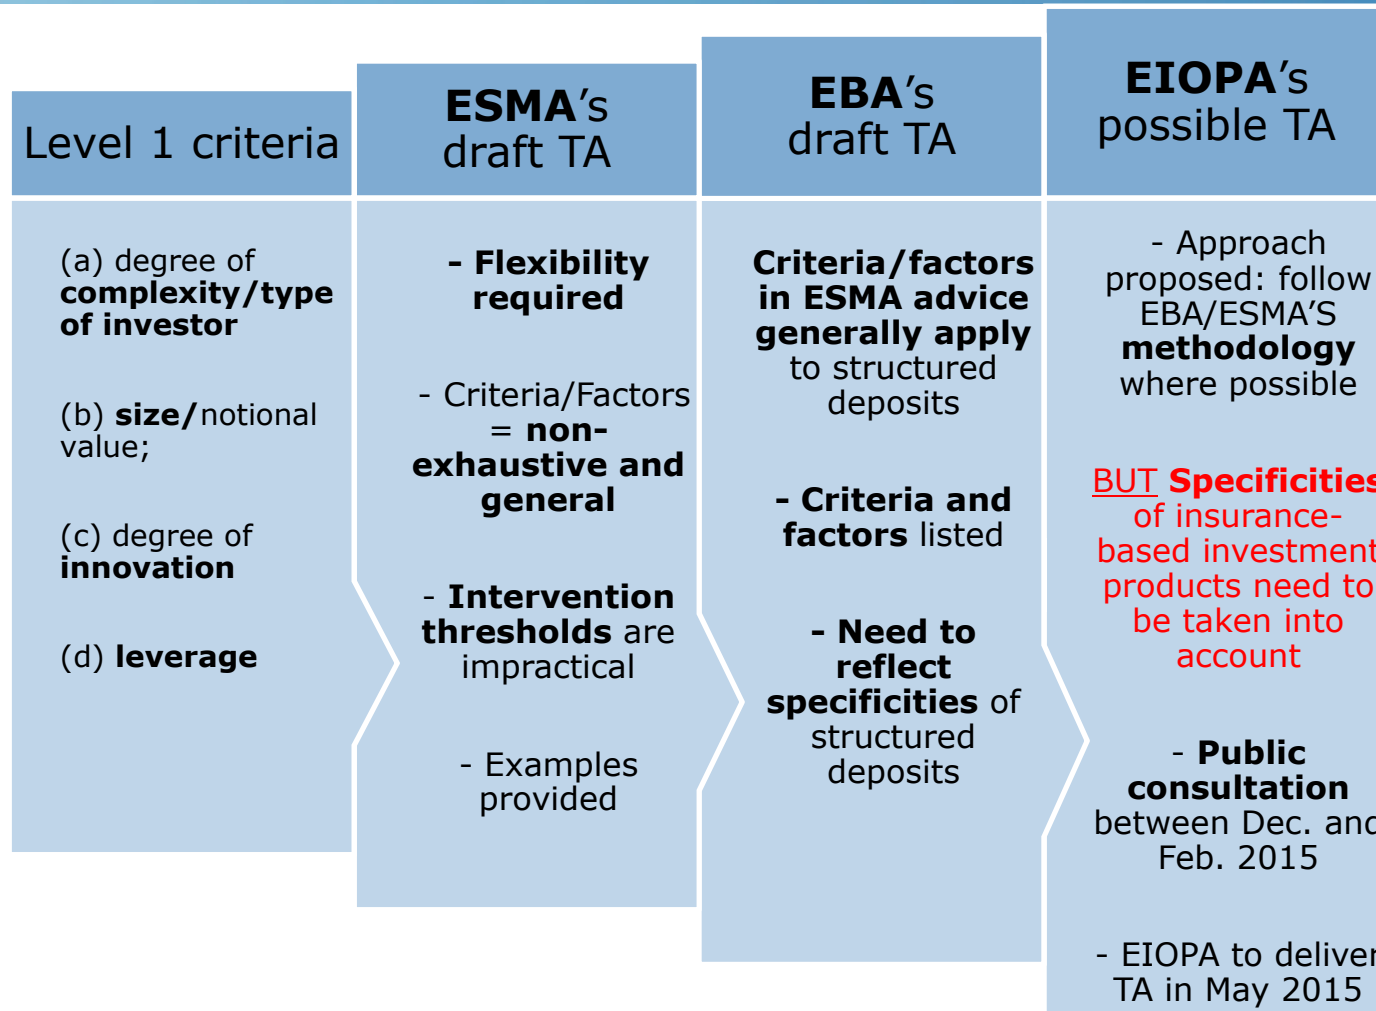 Level 1 criteria
(a) degree of
complexity/type
of investor
(b) size/notional
value;
(c) degree of
innovation
(d) leverage
ESMA’s
draft TA
- Flexibility
required
- Criteria/Factors
= non-
exhaustive and
general
- Intervention
thresholds are
impractical
- Examples
provided
EBA’s
draft TA
Criteria/factors
in ESMA advice
generally apply
to structured
deposits
- Criteria and
factors listed
- Need to
reflect
specificities of
structured
deposits
EIOPA’s
possible TA
- Approach
proposed: follow
EBA/ESMA’S
methodology
where possible
BUT Specificities
of insurance-
based investment
products need to
be taken into
account
- Public
consultation
between Dec. and
Feb. 2015
- EIOPA to deliver
TA in May 2015